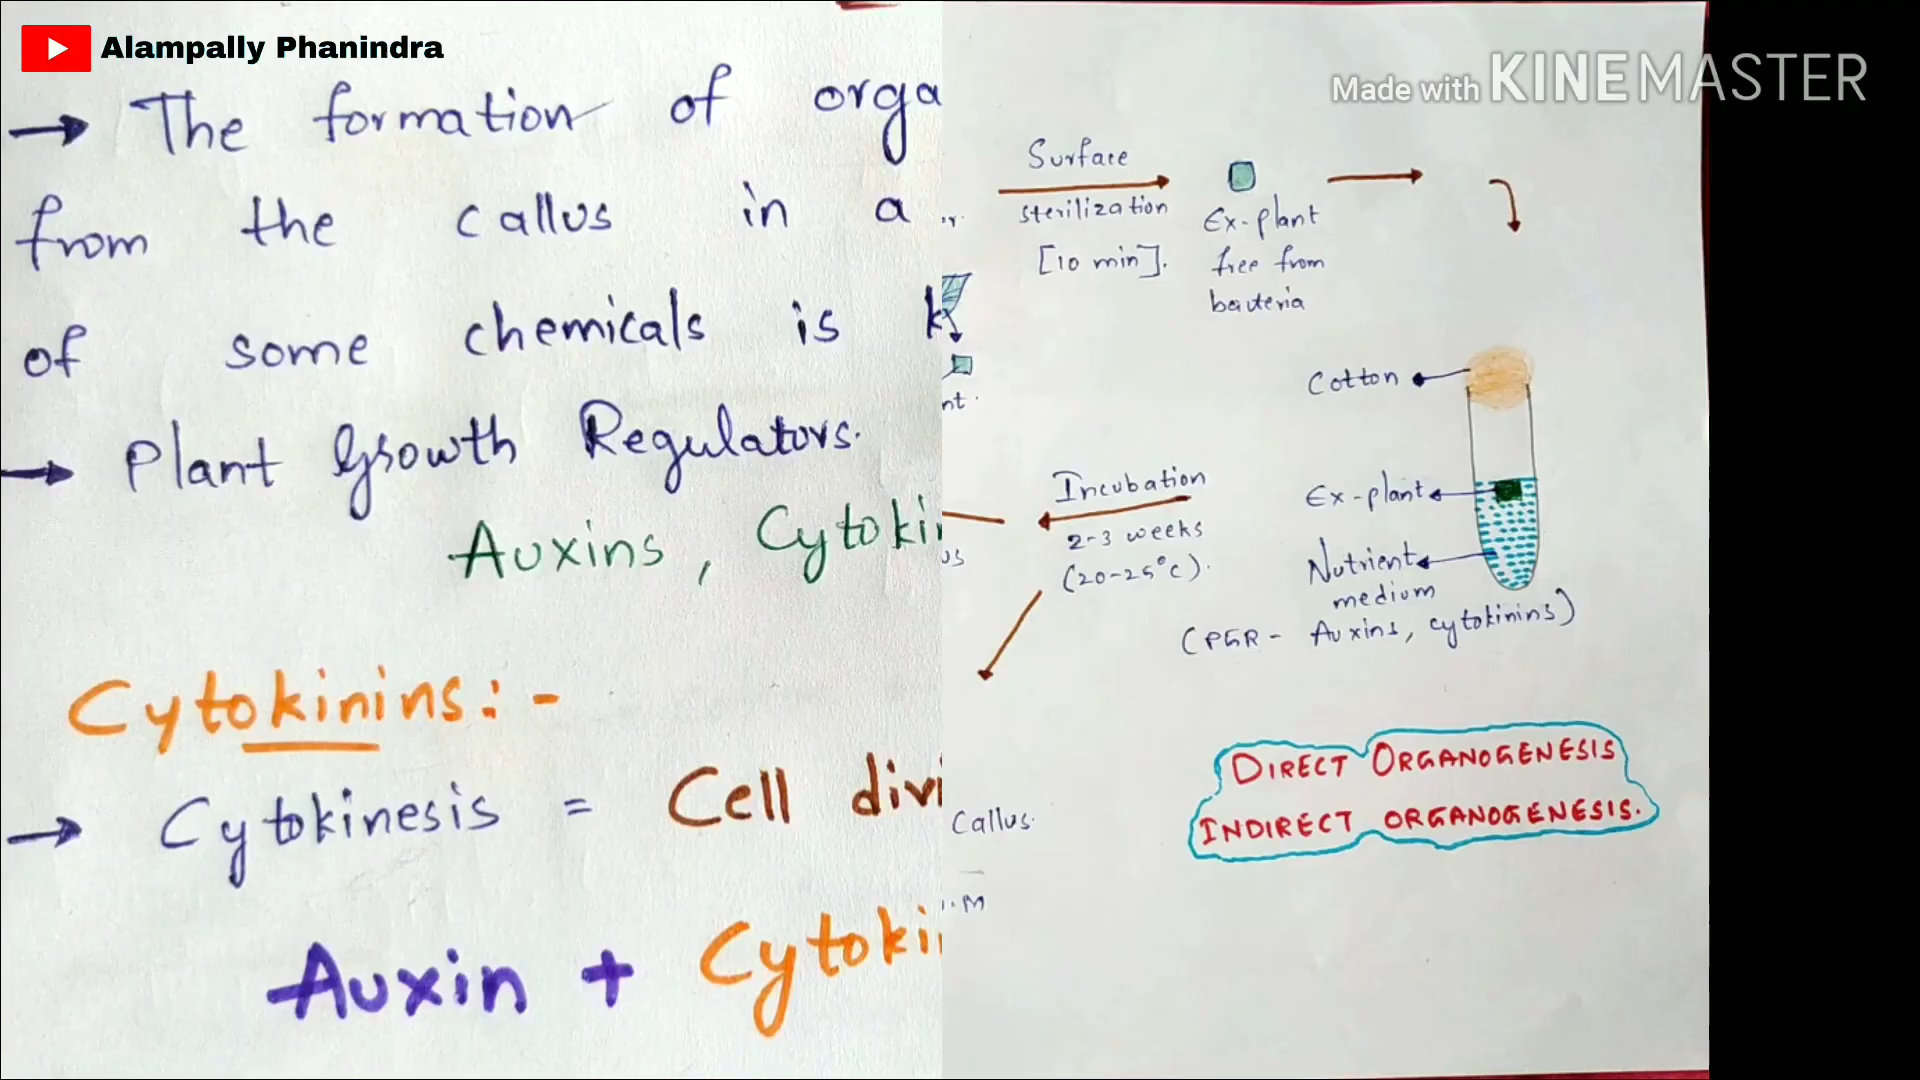 Alampally Phanindra
Made with KINEMASTER
→ The formation of orga
from the callus in a
of some chemicals is k
→ Plant Growth Regulators.
Auxins, Cytoki
Cytokinins:-
→ Cytokinesis = Cell divi
Auxin + Cytoki
Surface
sterilization
[10 min].
Ex-plant
free from
bacteria
nt.
Cotton
Ex-plant
Nutrient
medium
(PGR - Auxins, cytokinins)
Incubation
2-3 weeks
(20-25°c).
us
Callus.
DIRECT ORGANOGENESIS
INDIRECT ORGANOGENESIS.